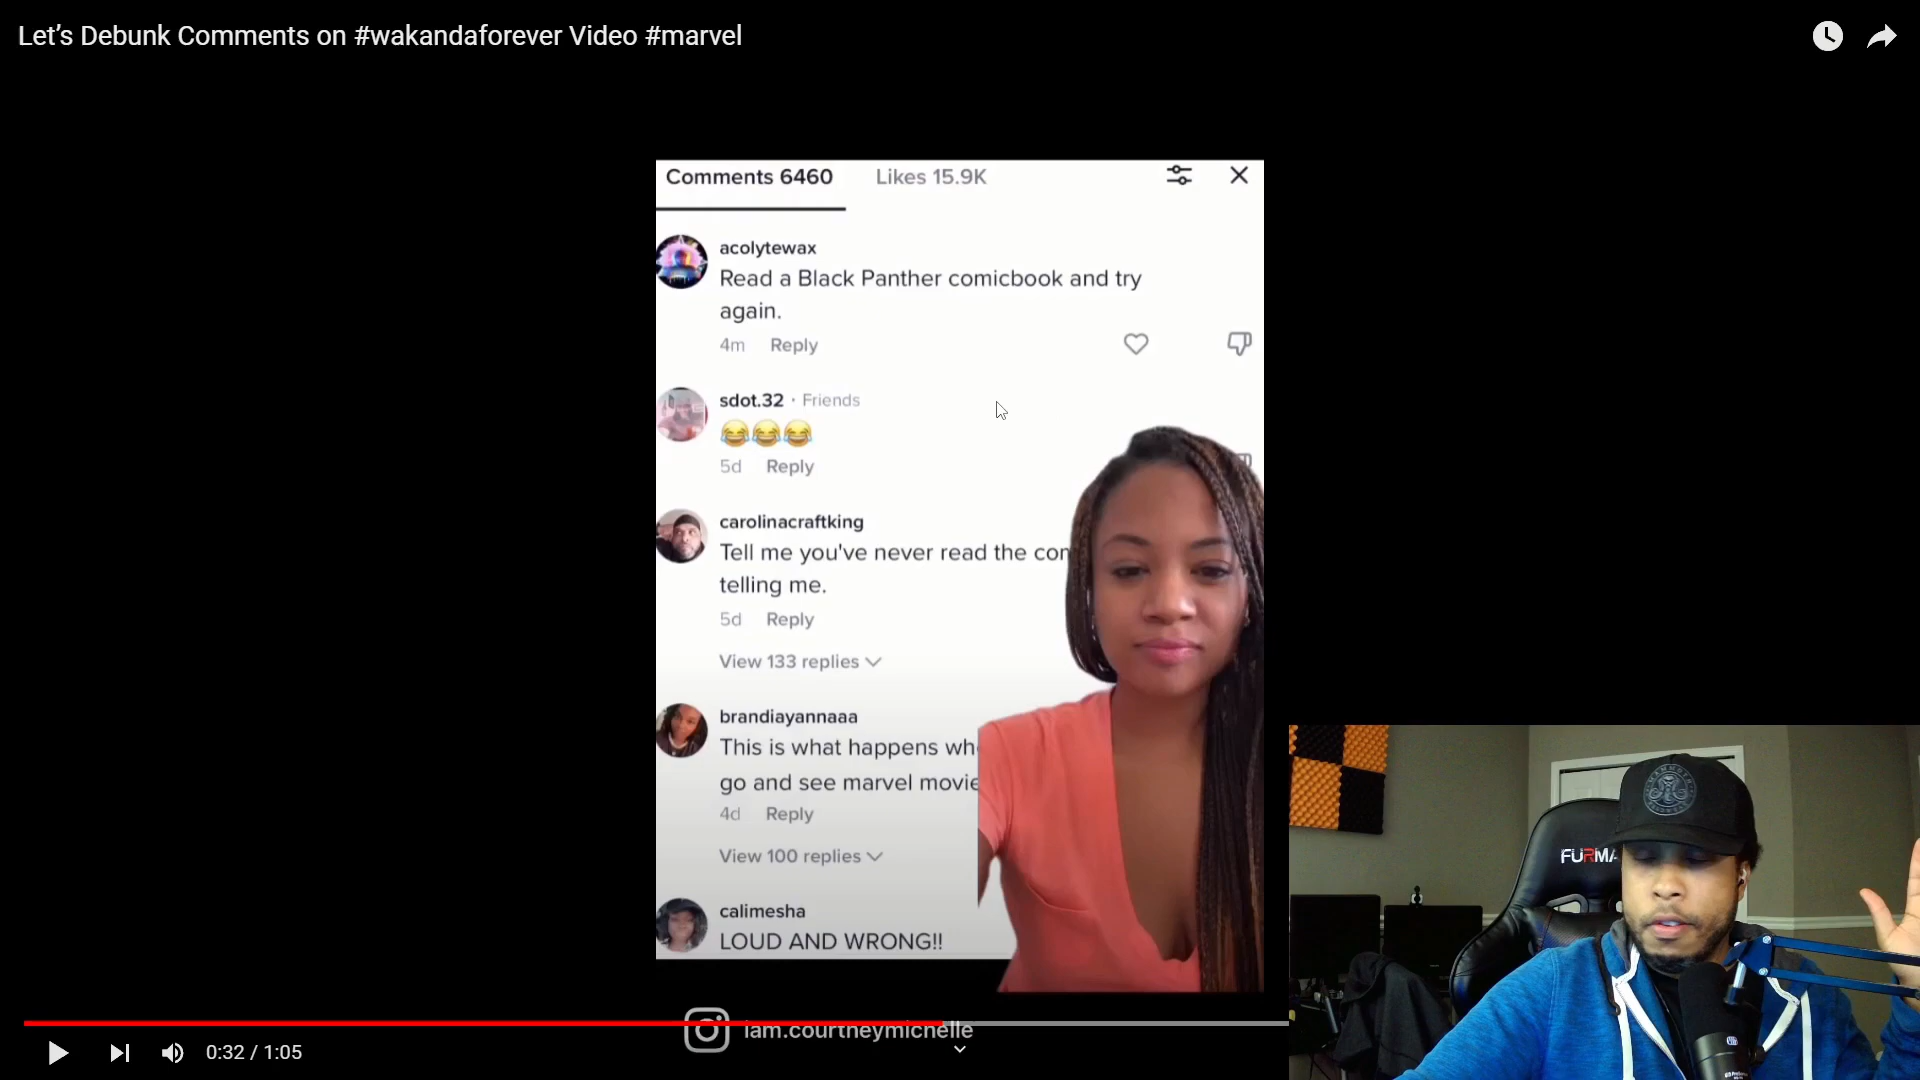 Let's Debunk Comments on #wakandaforever Video #marvel
Comments 6460 Likes 15.9K
acolytewax
Read a Black Panther comicbook and try
again.
4m Reply
sdot.32 · Friends
😂😂😂
5d Reply
carolinacraftking
Tell me you've never read the
telling me.
5d Reply
View 133 replies
brandiayannaaa
This is what happens
go and see marvel movie
4d Reply
View 100 replies
calimesha
LOUD AND WRONG!!
iam.courtneymichelle
0:32 / 1:05